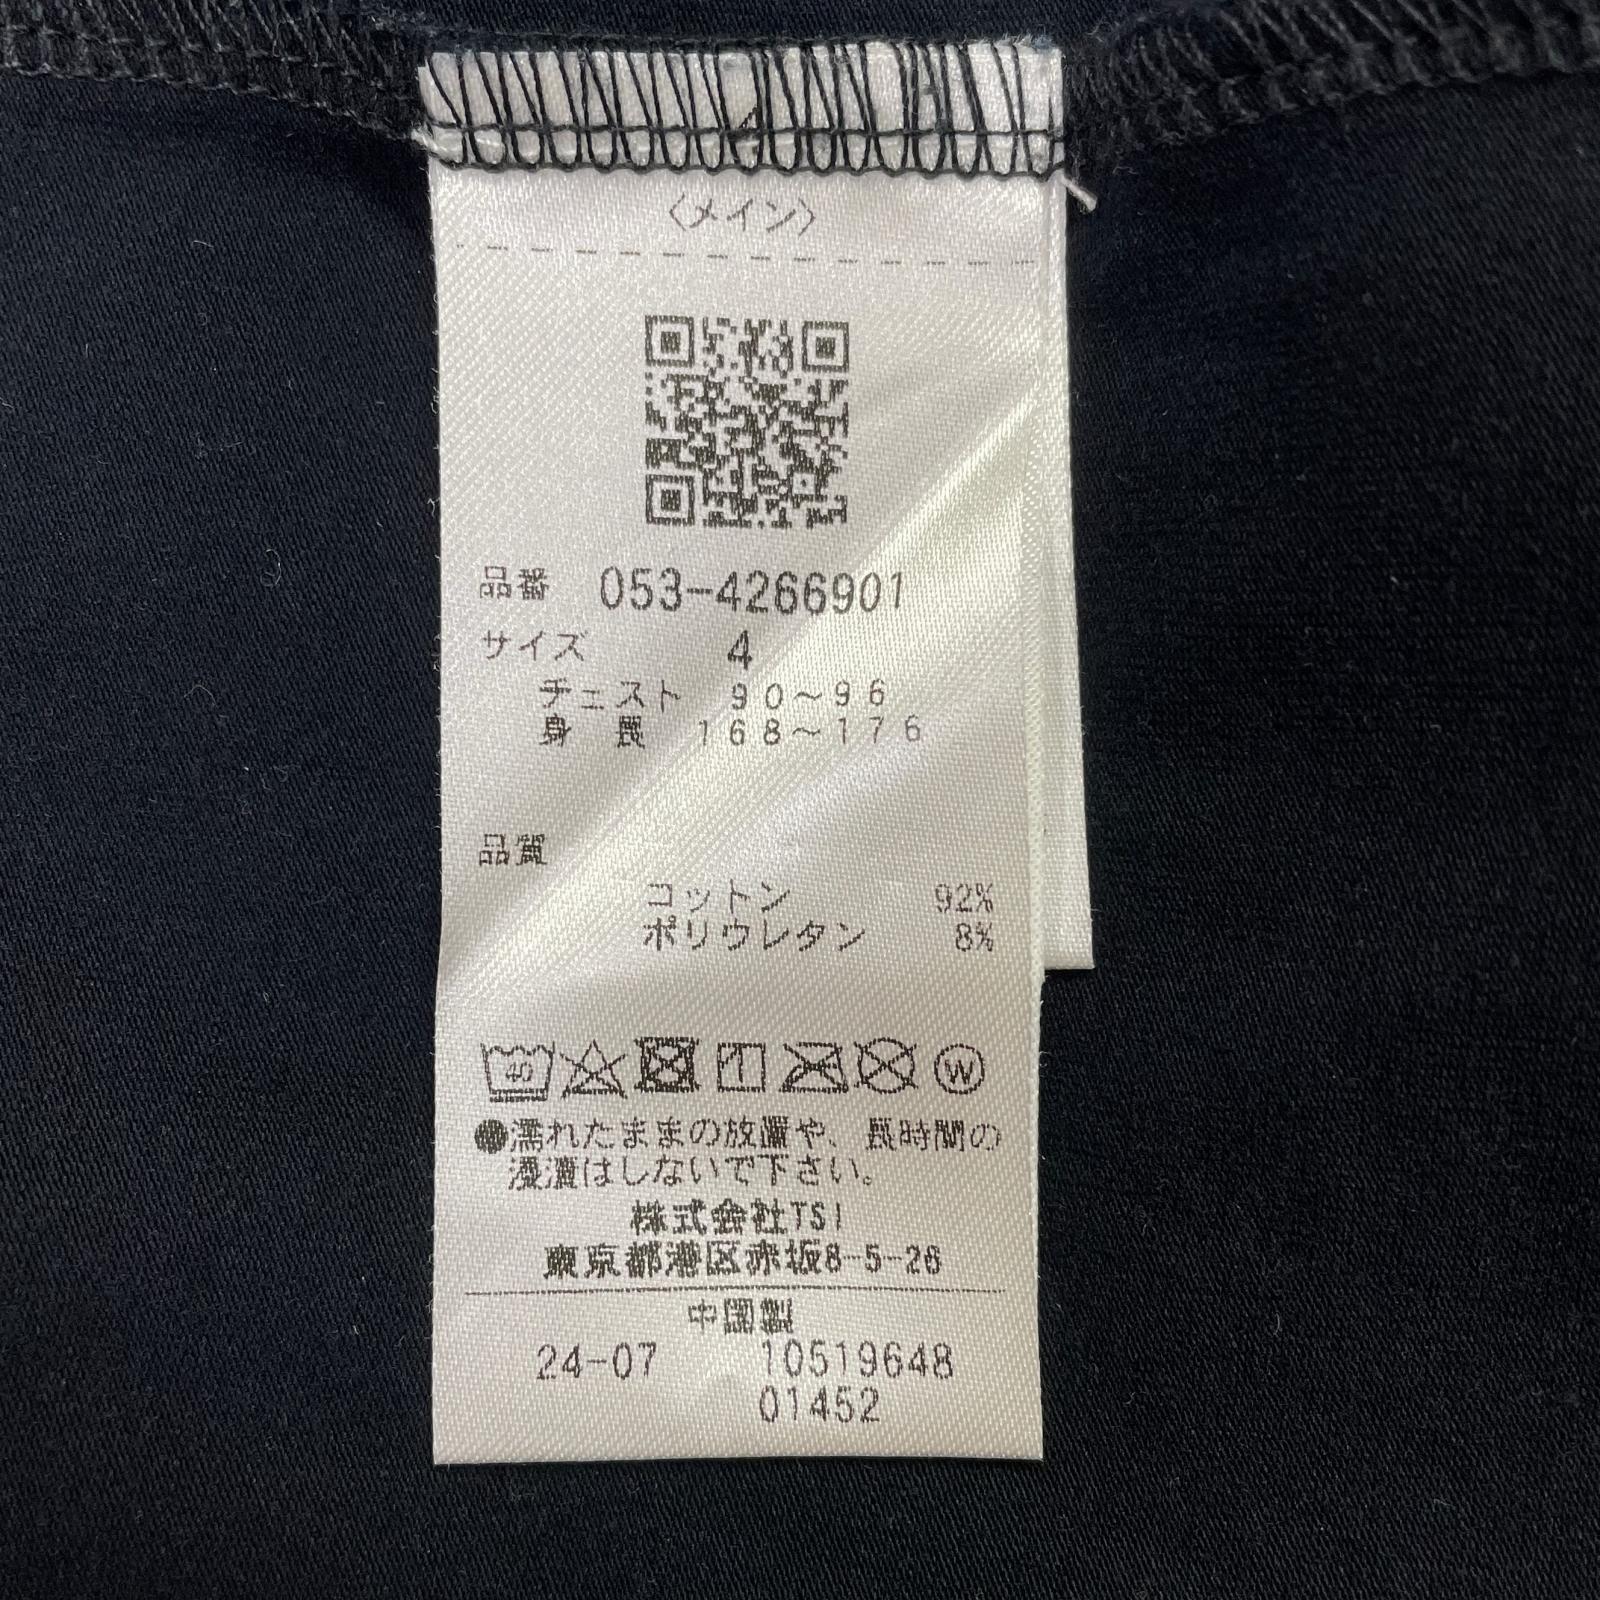 〈メイン〉
品番 053-4266901
サイズ 4
チェスト 90～96
身 長 168～176
品質
コットン 92%
ポリウレタン 8%
●濡れたままの放置や、長時間の
浸漬はしないで下さい。
株式会社TSI
東京都港区赤坂8-5-26
中国製
24-07 10519648
01452